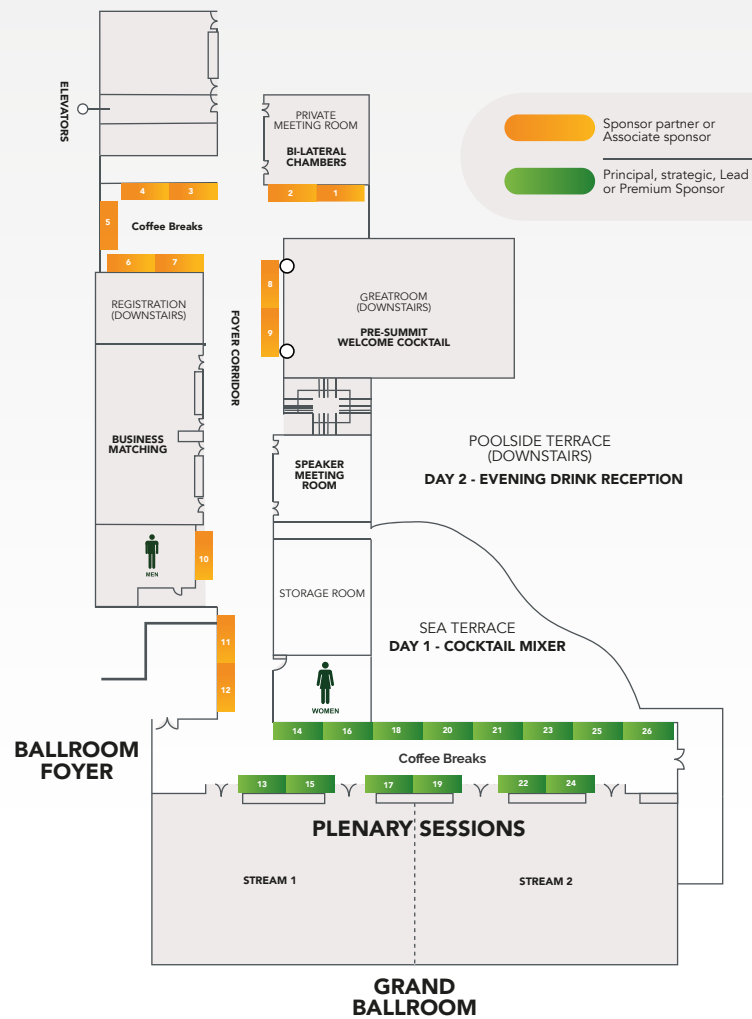 ELEVATORS
PRIVATE
MEETING ROOM
BI-LATERAL
CHAMBERS
Sponsor partner or
Associate sponsor
Principal, strategic, Lead
or Premium Sponsor
4
3
2
1
5
Coffee Breaks
6
7
8
9
REGISTRATION
(DOWNSTAIRS)
FOYER CORRIDOR
GREATROOM
(DOWNSTAIRS)
PRE-SUMMIT
WELCOME COCKTAIL
BUSINESS
MATCHING
SPEAKER
MEETING
ROOM
POOLSIDE TERRACE
(DOWNSTAIRS)
DAY 2 - EVENING DRINK RECEPTION
MEN
10
STORAGE ROOM
SEA TERRACE
DAY 1 - COCKTAIL MIXER
11
12
WOMEN
14
16
18
20
21
23
25
26
BALLROOM
FOYER
Coffee Breaks
13
15
17
19
22
24
PLENARY SESSIONS
STREAM 1
STREAM 2
GRAND
BALLROOM